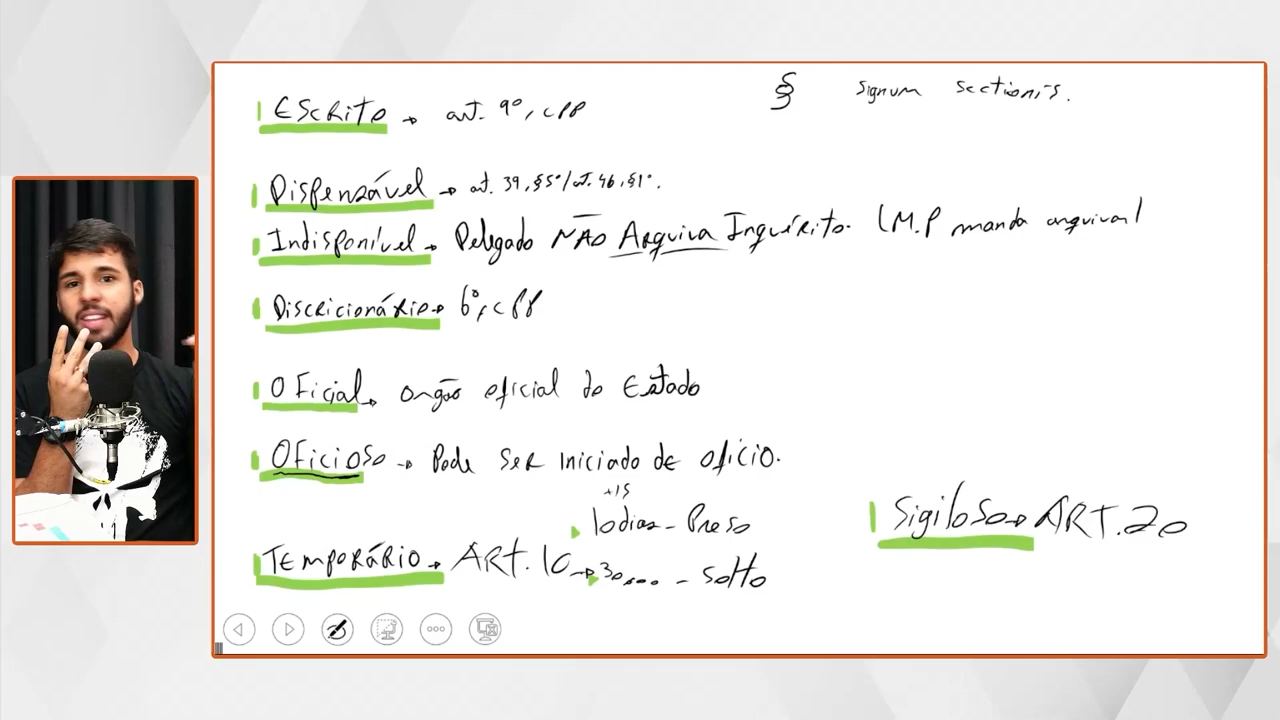 § signum sectionis.
Escrito → art. 9º, CPP
Dispensável → art. 39, §5º/art. 46, §1º.
Indisponível → Delegado NÃO Arquiva Inquérito. (M.P manda arquivar)
Discricionário → 6º, CPP
Oficial → orgão oficial do Estado
Oficioso → Pode ser iniciado de ofício.
+15
10 dias - Preso
Temporário → ART. 10 → 30 - solto
Sigiloso → ART. 20